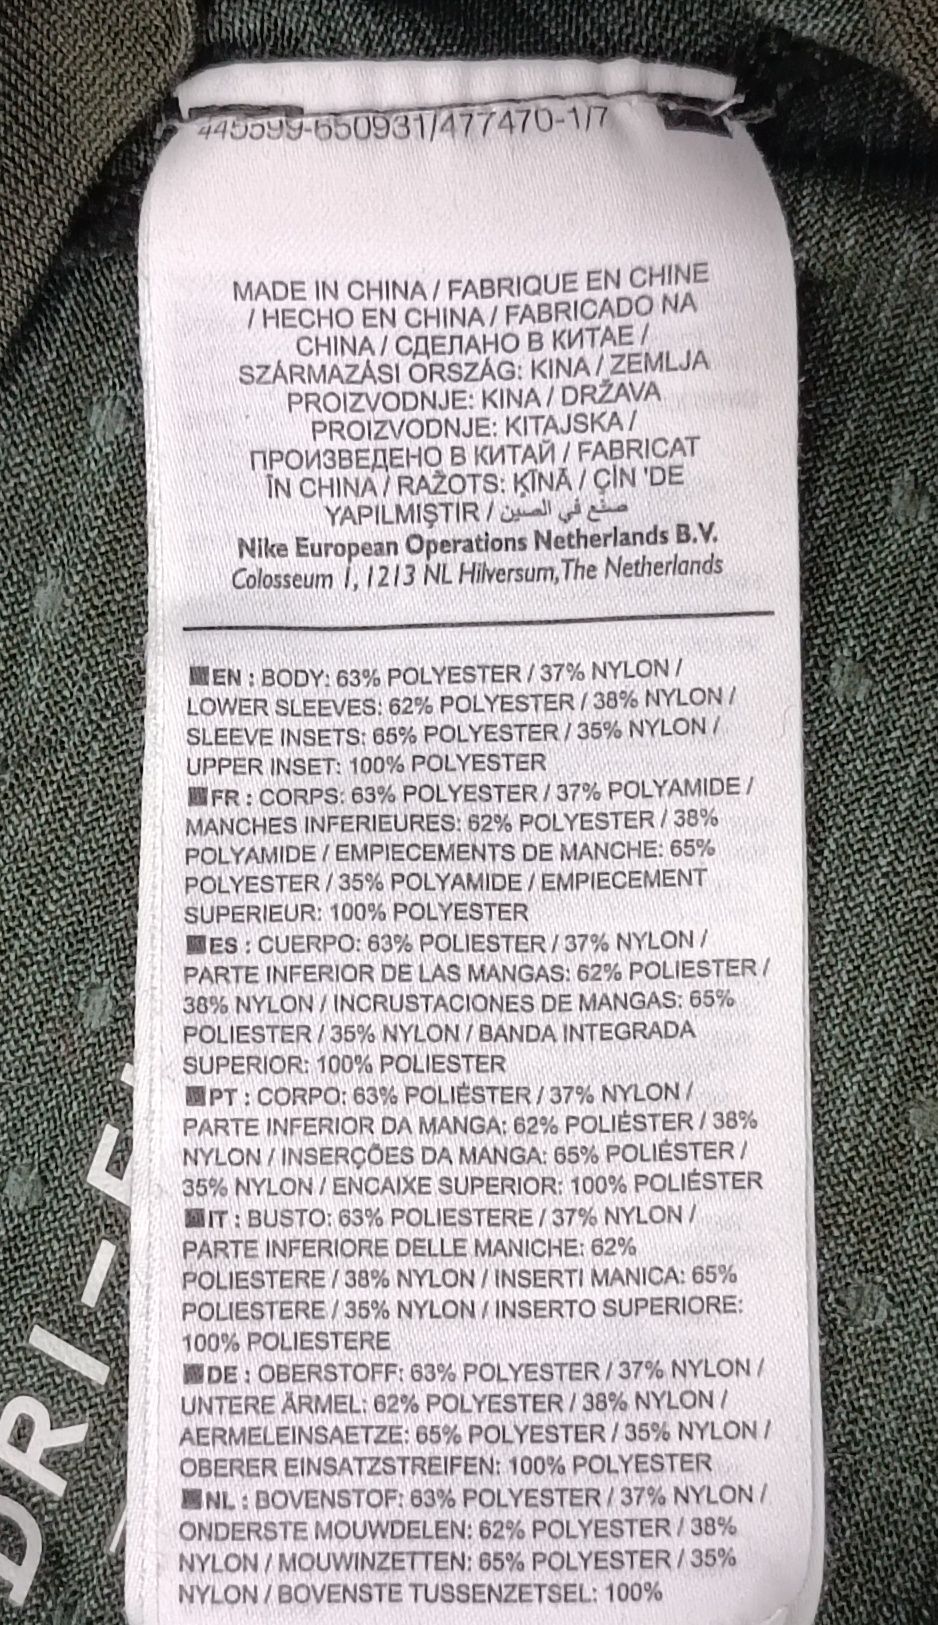 445599-650931/477470-1/7
MADE IN CHINA / FABRIQUE EN CHINE
/ HECHO EN CHINA / FABRICADO NA
CHINA / СДЕЛАНО В КИТАЕ /
SZÁRMAZÁSI ORSZÁG: KINA / ZEMLJA
PROIZVODNJE: KINA / DRŽAVA
PROIZVODNJE: KITAJSKA /
ПРОИЗВЕДЕНО В КИТАЙ / FABRICAT
ÎN CHINA / RAŽOTS: ĶĪNĀ / ÇİN 'DE
YAPILMIŞTIR / صنع في الصين
Nike European Operations Netherlands B.V.
Colosseum 1, 1213 NL Hilversum, The Netherlands
EN : BODY: 63% POLYESTER / 37% NYLON /
LOWER SLEEVES: 62% POLYESTER / 38% NYLON /
SLEEVE INSETS: 65% POLYESTER / 35% NYLON /
UPPER INSET: 100% POLYESTER
FR : CORPS: 63% POLYESTER / 37% POLYAMIDE /
MANCHES INFERIEURES: 62% POLYESTER / 38%
POLYAMIDE / EMPIECEMENTS DE MANCHE: 65%
POLYESTER / 35% POLYAMIDE / EMPIECEMENT
SUPERIEUR: 100% POLYESTER
ES : CUERPO: 63% POLIESTER / 37% NYLON /
PARTE INFERIOR DE LAS MANGAS: 62% POLIESTER /
38% NYLON / INCRUSTACIONES DE MANGAS: 65%
POLIESTER / 35% NYLON / BANDA INTEGRADA
SUPERIOR: 100% POLIESTER
PT : CORPO: 63% POLIÉSTER / 37% NYLON /
PARTE INFERIOR DA MANGA: 62% POLIÉSTER / 38%
NYLON / INSERÇÕES DA MANGA: 65% POLIÉSTER /
35% NYLON / ENCAIXE SUPERIOR: 100% POLIÉSTER
IT : BUSTO: 63% POLIESTERE / 37% NYLON /
PARTE INFERIORE DELLE MANICHE: 62%
POLIESTERE / 38% NYLON / INSERTI MANICA: 65%
POLIESTERE / 35% NYLON / INSERTO SUPERIORE:
100% POLIESTERE
DE : OBERSTOFF: 63% POLYESTER / 37% NYLON /
UNTERE ÄRMEL: 62% POLYESTER / 38% NYLON /
AERMELEINSAETZE: 65% POLYESTER / 35% NYLON /
OBERER EINSATZSTREIFEN: 100% POLYESTER
NL : BOVENSTOF: 63% POLYESTER / 37% NYLON /
ONDERSTE MOUWDELEN: 62% POLYESTER / 38%
NYLON / MOUWINZETTEN: 65% POLYESTER / 35%
NYLON / BOVENSTE TUSSENZETSEL: 100%
DRI-F